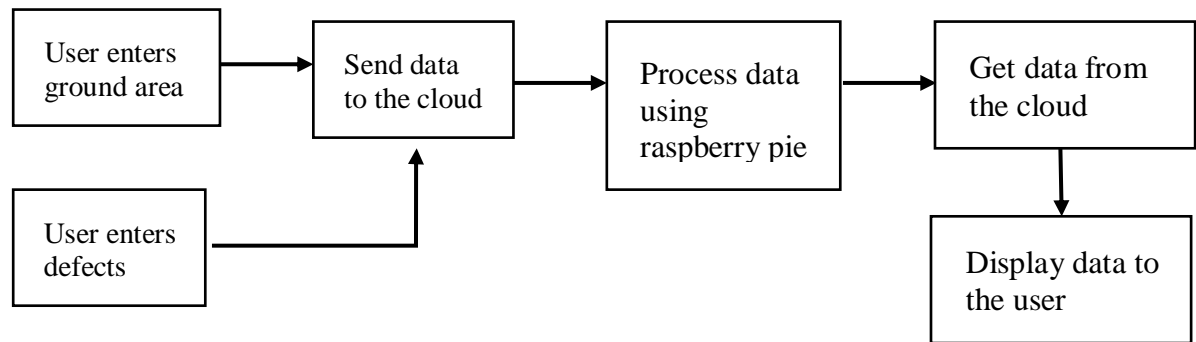 User enters
ground area
Send data
to the cloud
Process data
using
raspberry pie
Get data from
the cloud
User enters
defects
Display data to
the user